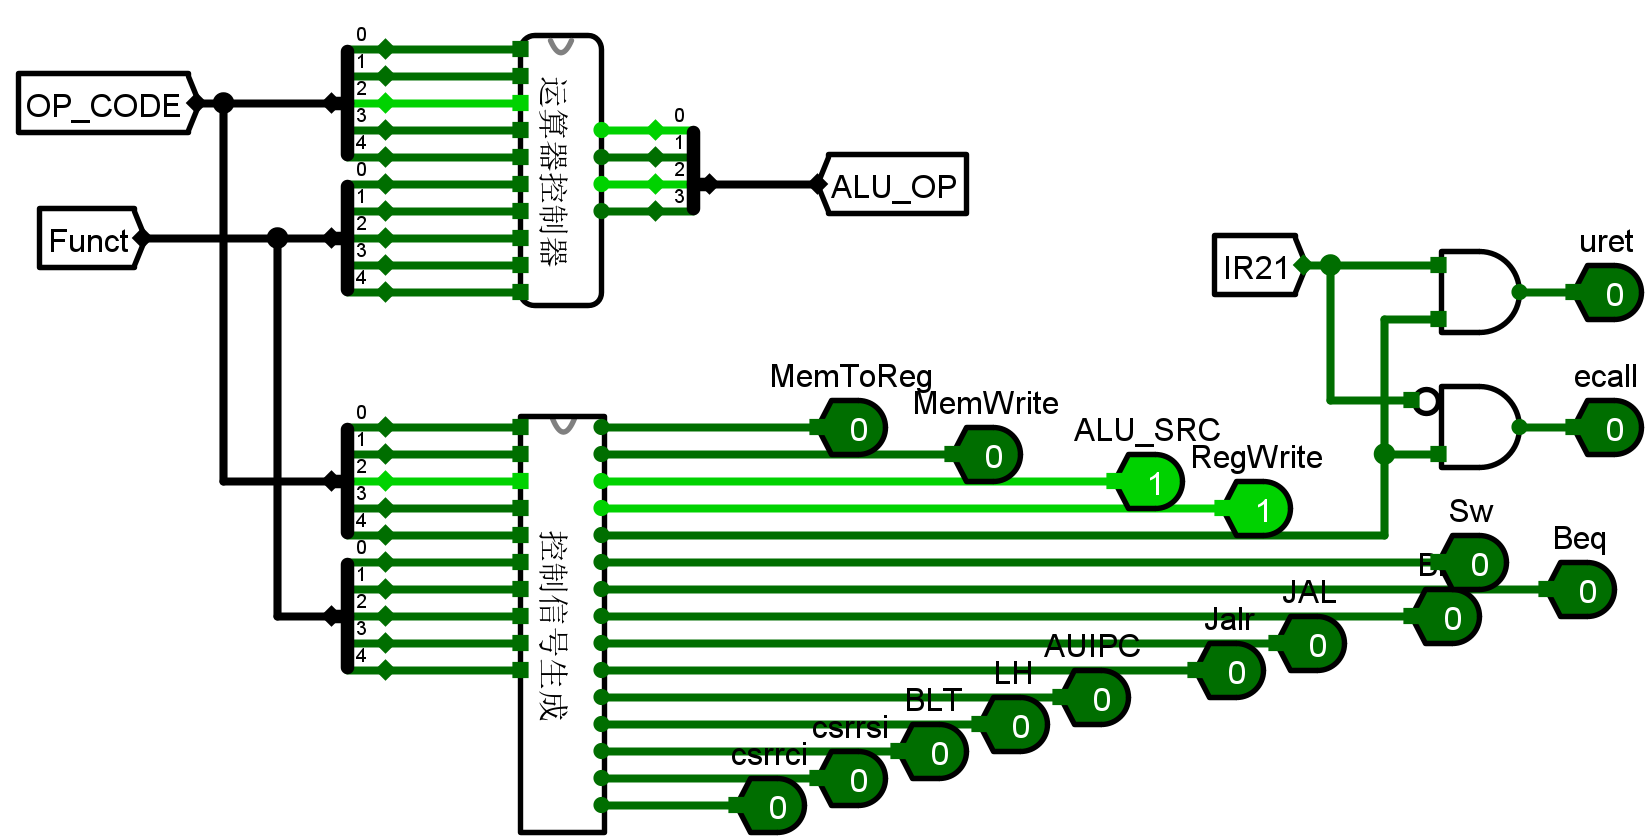 OP_CODE
0
1
2
3
4
Funct
0
1
2
3
4
运算器控制器
0
1
2
3
ALU_OP
IR21
uret
0
ecall
0
0
1
2
3
4
0
1
2
3
4
控制信号生成
MemToReg
0
MemWrite
0
ALU_SRC
1
RegWrite
1
Sw
0
Beq
0
0
JAL
0
Jalr
0
AUIPC
0
LH
0
BLT
0
csrrsi
0
csrrci
0